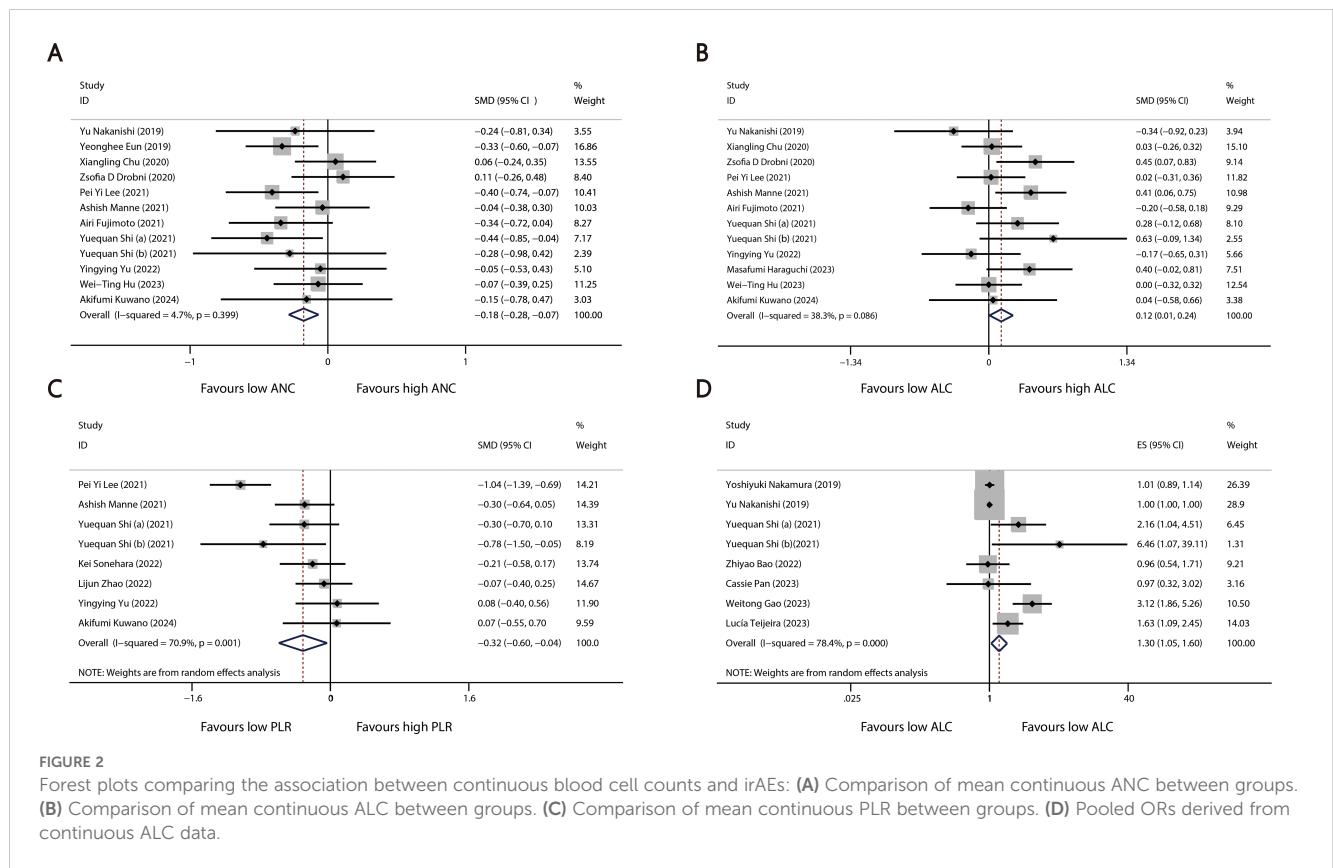 A
Study %
ID SMD (95% CI ) Weight
Yu Nakanishi (2019) −0.24 (−0.81, 0.34) 3.55
Yeonghee Eun (2019) −0.33 (−0.60, −0.07) 16.86
Xiangling Chu (2020) 0.06 (−0.24, 0.35) 13.55
Zsofia D Drobni (2020) 0.11 (−0.26, 0.48) 8.40
Pei Yi Lee (2021) −0.40 (−0.74, −0.07) 10.41
Ashish Manne (2021) −0.04 (−0.38, 0.30) 10.03
Airi Fujimoto (2021) −0.34 (−0.72, 0.04) 8.27
Yuequan Shi (a) (2021) −0.44 (−0.85, −0.04) 7.17
Yuequan Shi (b) (2021) −0.28 (−0.98, 0.42) 2.39
Yingying Yu (2022) −0.05 (−0.53, 0.43) 5.10
Wei−Ting Hu (2023) −0.07 (−0.39, 0.25) 11.25
Akifumi Kuwano (2024) −0.15 (−0.78, 0.47) 3.03
Overall (I−squared = 4.7%, p = 0.399) −0.18 (−0.28, −0.07) 100.00
−1 0 1
Favours low ANC Favours high ANC
B
Study %
ID SMD (95% CI) Weight
Yu Nakanishi (2019) −0.34 (−0.92, 0.23) 3.94
Xiangling Chu (2020) 0.03 (−0.26, 0.32) 15.10
Zsofia D Drobni (2020) 0.45 (0.07, 0.83) 9.14
Pei Yi Lee (2021) 0.02 (−0.31, 0.36) 11.82
Ashish Manne (2021) 0.41 (0.06, 0.75) 10.98
Airi Fujimoto (2021) −0.20 (−0.58, 0.18) 9.29
Yuequan Shi (a) (2021) 0.28 (−0.12, 0.68) 8.10
Yuequan Shi (b) (2021) 0.63 (−0.09, 1.34) 2.55
Yingying Yu (2022) −0.17 (−0.65, 0.31) 5.66
Masafumi Haraguchi (2023) 0.40 (−0.02, 0.81) 7.51
Wei−Ting Hu (2023) 0.00 (−0.32, 0.32) 12.54
Akifumi Kuwano (2024) 0.04 (−0.58, 0.66) 3.38
Overall (I−squared = 38.3%, p = 0.086) 0.12 (0.01, 0.24) 100.00
−1.34 0 1.34
Favours low ALC Favours high ALC
C
Study %
ID SMD (95% CI Weight
Pei Yi Lee (2021) −1.04 (−1.39, −0.69) 14.21
Ashish Manne (2021) −0.30 (−0.64, 0.05) 14.39
Yuequan Shi (a) (2021) −0.30 (−0.70, 0.10 13.31
Yuequan Shi (b) (2021) −0.78 (−1.50, −0.05) 8.19
Kei Sonehara (2022) −0.21 (−0.58, 0.17) 13.74
Lijun Zhao (2022) −0.07 (−0.40, 0.25) 14.67
Yingying Yu (2022) 0.08 (−0.40, 0.56) 11.90
Akifumi Kuwano (2024) 0.07 (−0.55, 0.70 9.59
Overall (I−squared = 70.9%, p = 0.001) −0.32 (−0.60, −0.04) 100.0
NOTE: Weights are from random effects analysis
−1.6 0 1.6
Favours low PLR Favours high PLR
D
Study %
ID ES (95% CI) Weight
Yoshiyuki Nakamura (2019) 1.01 (0.89, 1.14) 26.39
Yu Nakanishi (2019) 1.00 (1.00, 1.00) 28.9
Yuequan Shi (a) (2021) 2.16 (1.04, 4.51) 6.45
Yuequan Shi (b)(2021) 6.46 (1.07, 39.11) 1.31
Zhiyao Bao (2022) 0.96 (0.54, 1.71) 9.21
Cassie Pan (2023) 0.97 (0.32, 3.02) 3.16
Weitong Gao (2023) 3.12 (1.86, 5.26) 10.50
Lucía Teijeira (2023) 1.63 (1.09, 2.45) 14.03
Overall (I−squared = 78.4%, p = 0.000) 1.30 (1.05, 1.60) 100.00
NOTE: Weights are from random effects analysis
.025 1 40
Favours low ALC Favours low ALC
FIGURE 2
Forest plots comparing the association between continuous blood cell counts and irAEs: (A) Comparison of mean continuous ANC between groups.
(B) Comparison of mean continuous ALC between groups. (C) Comparison of mean continuous PLR between groups. (D) Pooled ORs derived from
continuous ALC data.